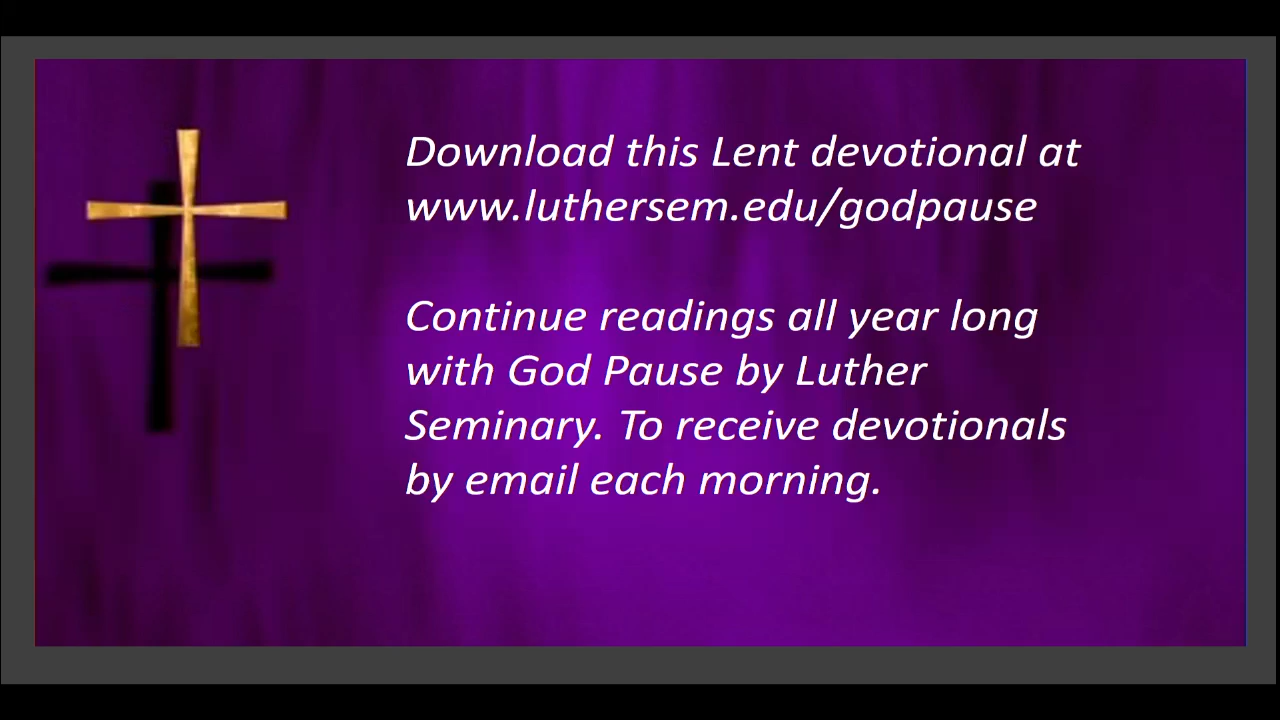 Download this Lent devotional at
www.luthersem.edu/godpause
Continue readings all year long
with God Pause by Luther
Seminary. To receive devotionals
by email each morning.